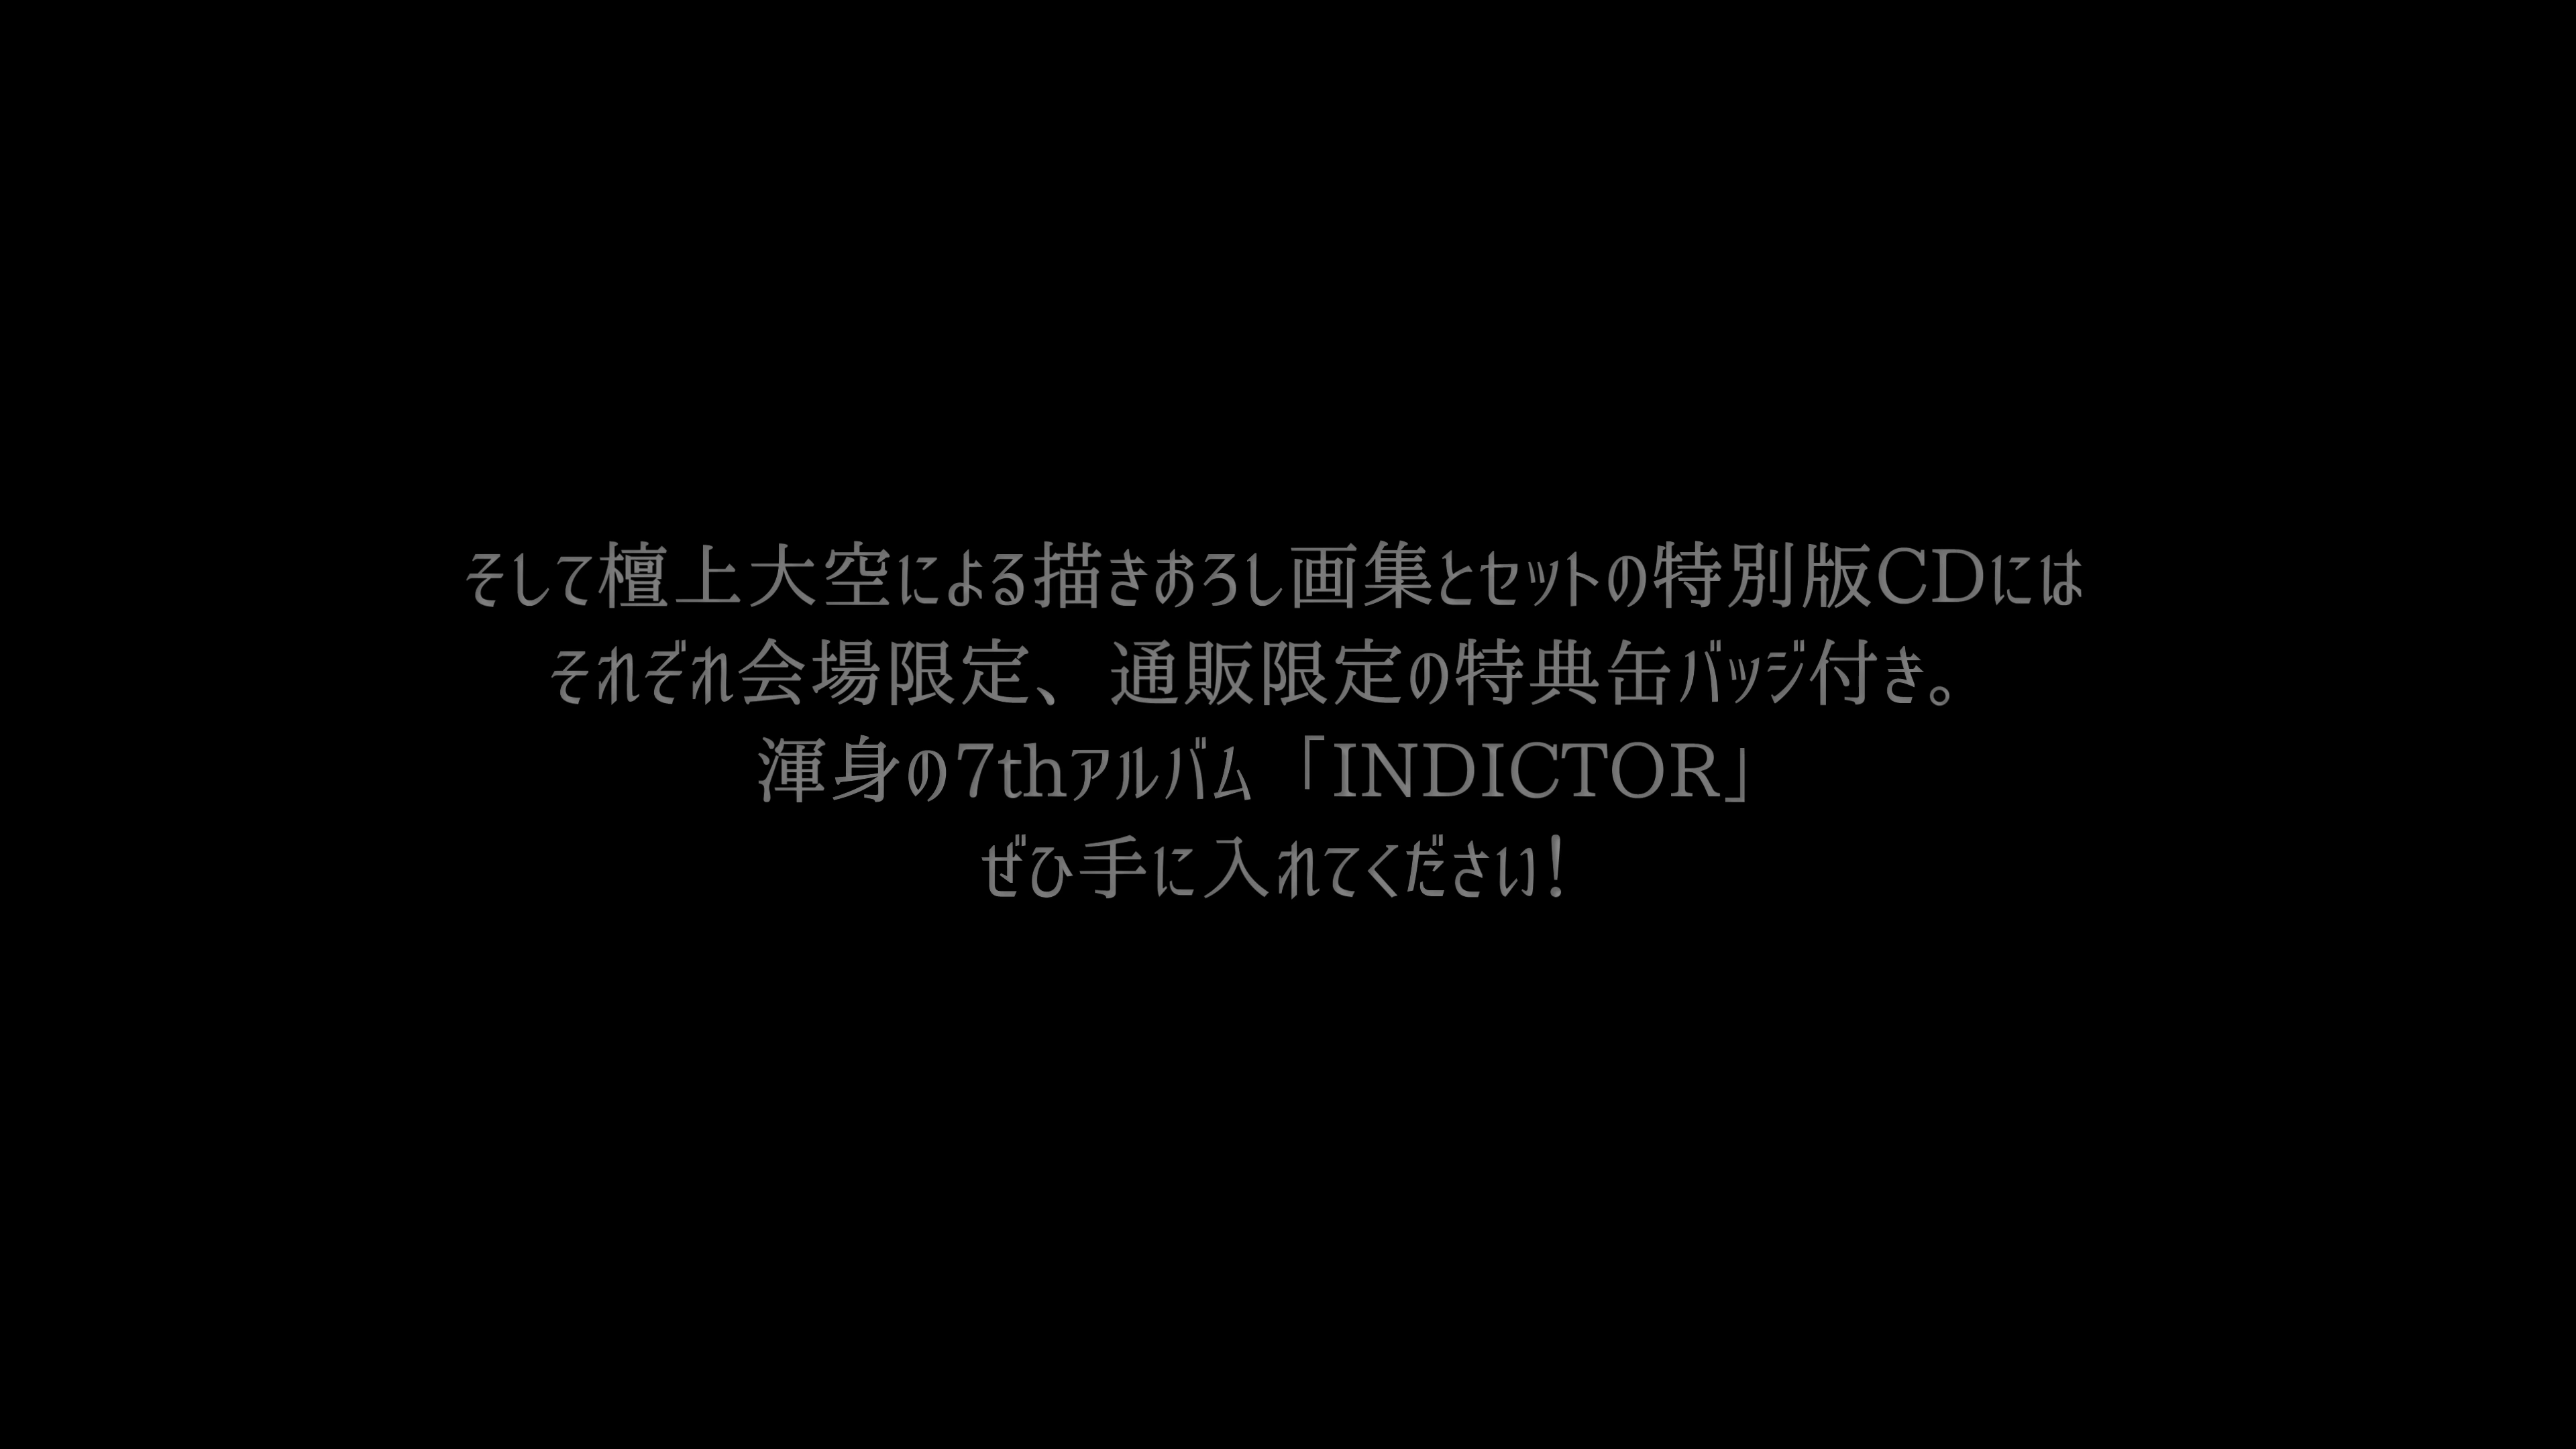 そして檀上大空による描きおろし画集とセットの特別版CDには
それぞれ会場限定、通販限定の特典缶バッジ付き。
渾身の7thアルバム「INDICTOR」
ぜひ手に入れてください!